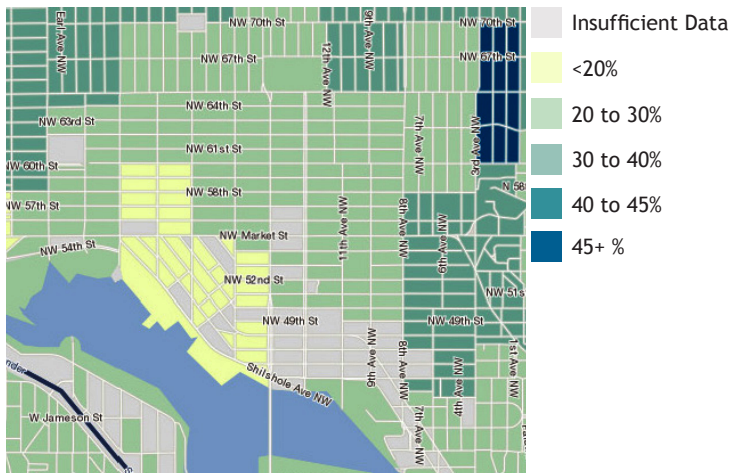 NW 70th St
NW 70th St
Earl Ave NW
9th Ave NW
NW 67th St
12th Ave NW
NW 67th St
NW 64th St
NW 63rd St
7th Ave NW
3rd Ave NW
NW 61st St
NW 60th St
NW 58th St
N 58
NW 57th St
NW Market St
11th Ave NW
8th Ave NW
6th Ave NW
NW 54th St
NW 52nd St
NW 51s
NW 49th St
NW 49th St
9th Ave NW
8th Ave NW
1st Ave NW
Shilshole Ave NW
4th Ave NW
7th Ave NW
W Jameson St
Insufficient Data
<20%
20 to 30%
30 to 40%
40 to 45%
45+ %